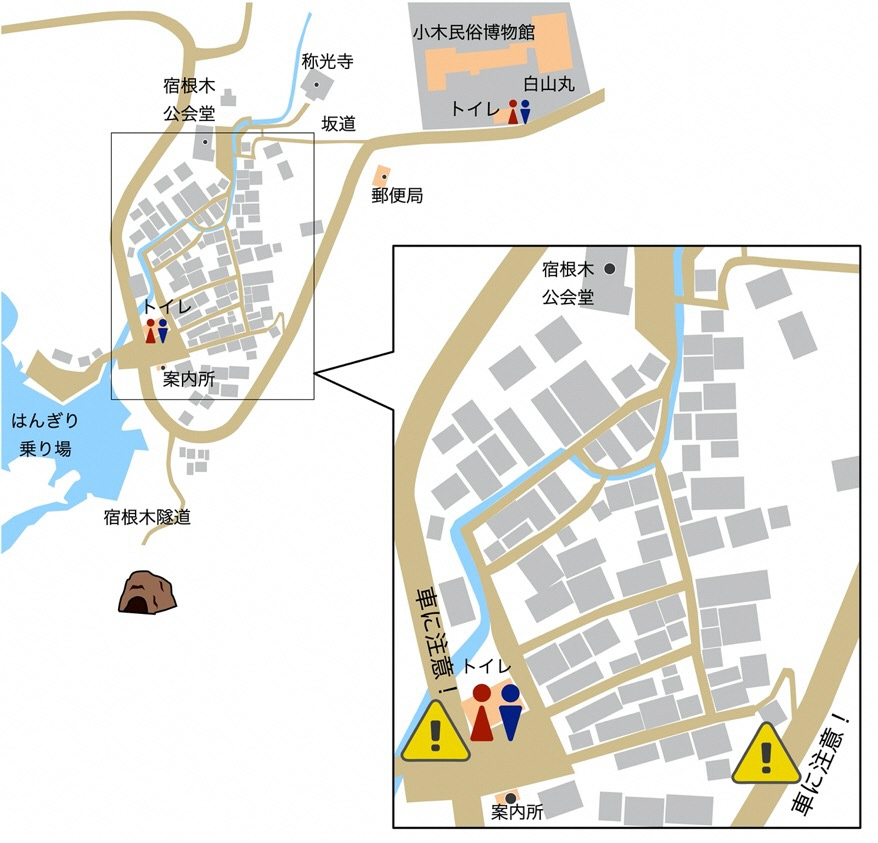 小木民俗博物館
称光寺
宿根木
公会堂
白山丸
トイレ
坂道
郵便局
トイレ
案内所
はんぎり
乗り場
宿根木隧道
宿根木
公会堂
車に注意！
トイレ
車に注意！
案内所